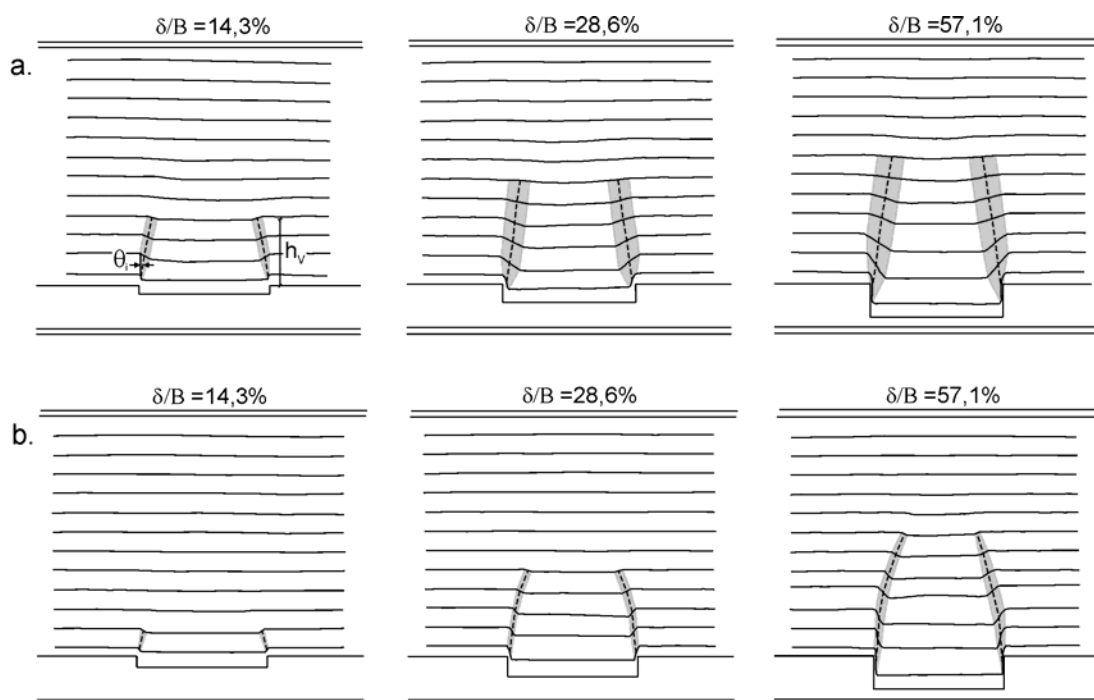 δ/B =14,3% δ/B =28,6% δ/B =57,1%
a.
θi hv
δ/B =14,3% δ/B =28,6% δ/B =57,1%
b.